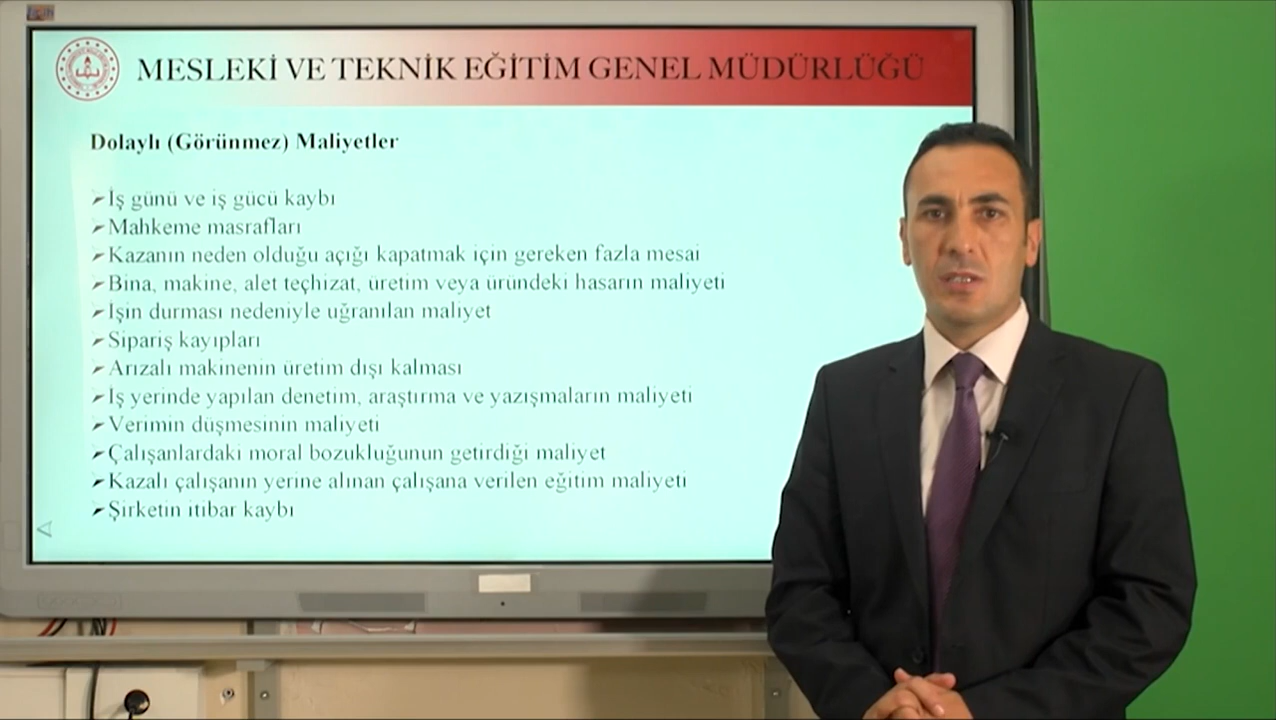 MESLEKİ VE TEKNİK EĞİTİM GENEL MÜDÜRLÜĞÜ
Dolaylı (Görünmez) Maliyetler
➢İş günü ve iş gücü kaybı
➢Mahkeme masrafları
➢Kazanın neden olduğu açığı kapatmak için gereken fazla mesai
➢Bina, makine, alet teçhizat, üretim veya üründeki hasarın maliyeti
➢İşin durması nedeniyle uğranılan maliyet
➢Sipariş kayıpları
➢Arızalı makinenin üretim dışı kalması
➢İş yerinde yapılan denetim, araştırma ve yazışmaların maliyeti
➢Verimin düşmesinin maliyeti
➢Çalışanlardaki moral bozukluğunun getirdiği maliyet
➢Kazalı çalışanın yerine alınan çalışana verilen eğitim maliyeti
➢Şirketin itibar kaybı